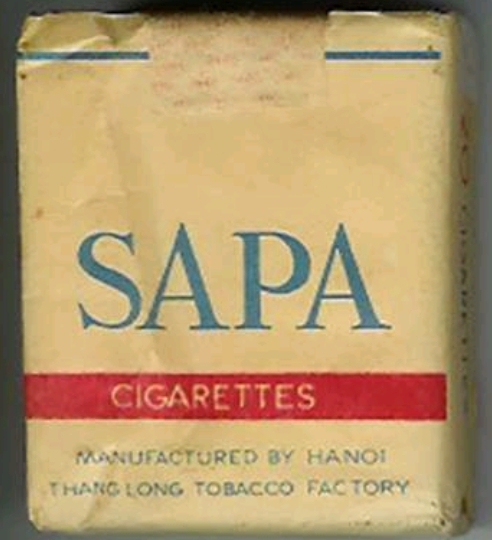 SAPA
CIGARETTES
MANUFACTURED BY HANOI
THANG LONG TOBACCO FACTORY